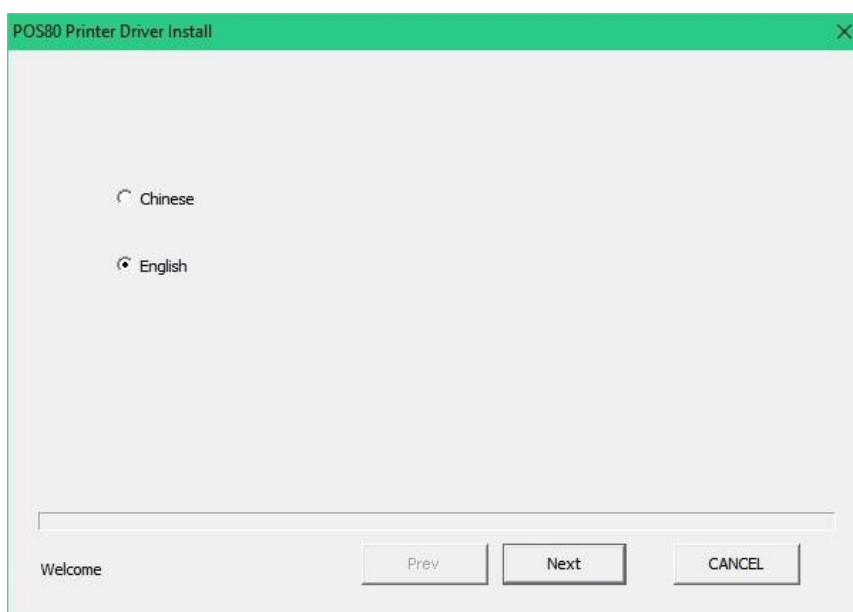 POS80 Printer Driver Install
Chinese
English
Welcome
Prev
Next
CANCEL